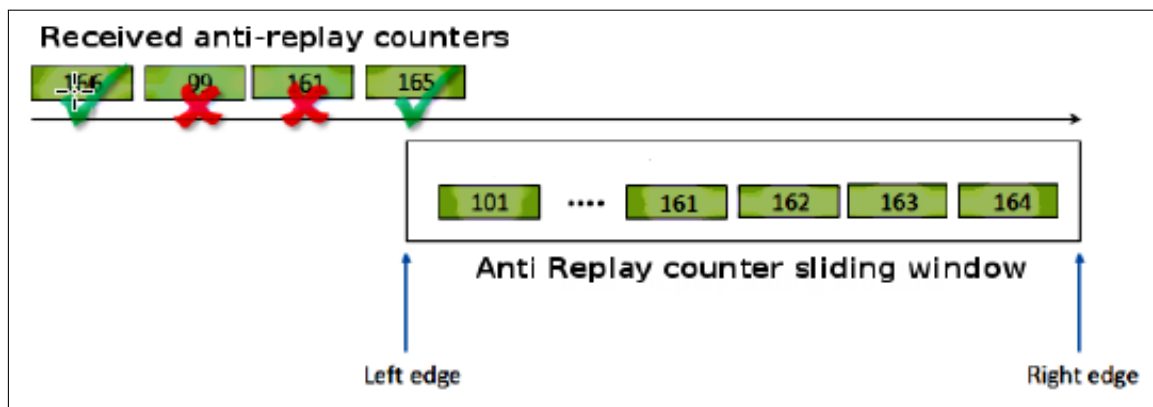 Received anti-replay counters
166 99 161 165
101 .... 161 162 163 164
Anti Replay counter sliding window
Left edge Right edge